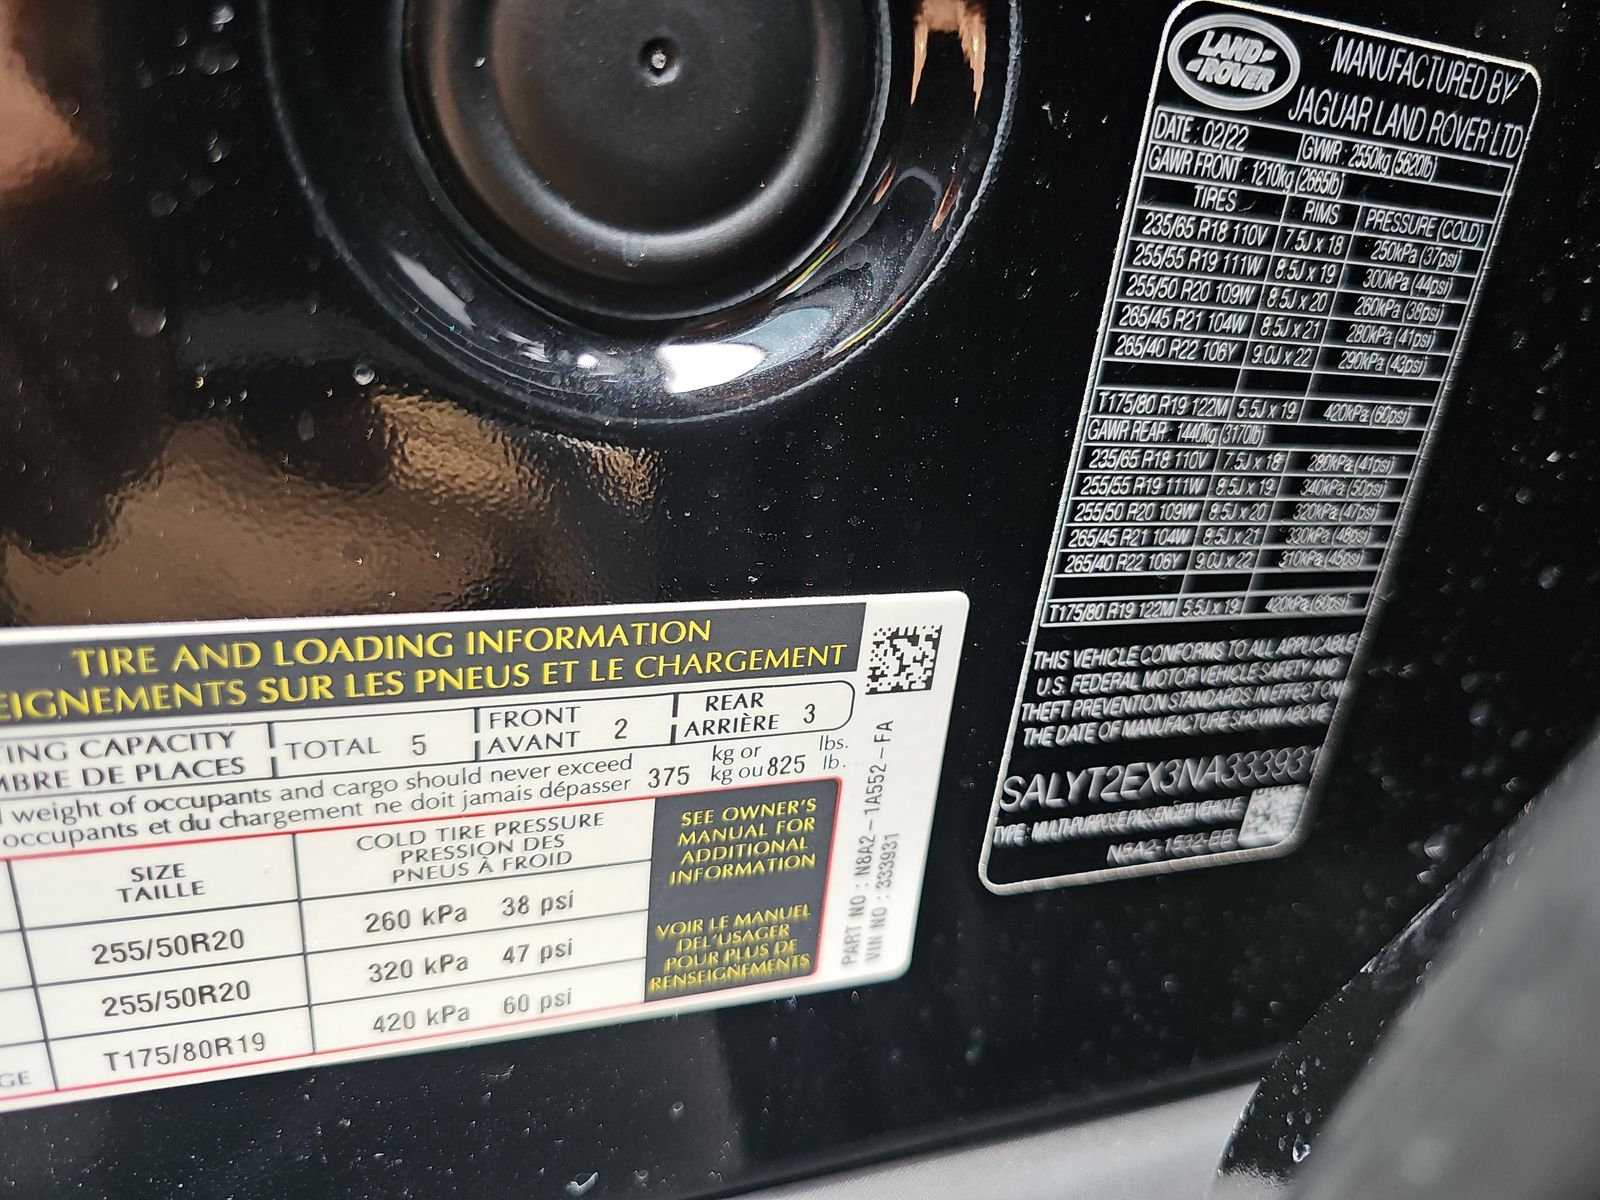 LAND
ROVER
MANUFACTURED BY
JAGUAR LAND ROVER LTD
DATE : 02/22 GVWR : 2550kg (5620lb)
GAWR FRONT : 1210kg (2665lb)
TIRES RIMS PRESSURE (COLD)
235/65 R18 110V 7.5J x 18 250kPa (37psi)
255/55 R19 111W 8.5J x 19 300kPa (44psi)
255/50 R20 109W 8.5J x 20 260kPa (38psi)
265/45 R21 104W 8.5J x 21 280kPa (41psi)
265/40 R22 106Y 9.0J x 22 290kPa (43psi)
T175/80 R19 122M 5.5J x 19 420kPa (60psi)
GAWR REAR : 1440kg (3170lb)
235/65 R18 110V 7.5J x 18 280kPa (41psi)
255/55 R19 111W 8.5J x 19 340kPa (50psi)
255/50 R20 109W 8.5J x 20 320kPa (47psi)
265/45 R21 104W 8.5J x 21 330kPa (48psi)
265/40 R22 106Y 9.0J x 22 310kPa (45psi)
T175/80 R19 122M 5.5J x 19 420kPa (60psi)
THIS VEHICLE CONFORMS TO ALL APPLICABLE
U.S. FEDERAL MOTOR VEHICLE SAFETY AND
THEFT PREVENTION STANDARDS IN EFFECT ON
THE DATE OF MANUFACTURE SHOWN ABOVE
SALYT2EX3NA333931
TYPE : MULTI-PURPOSE PASSENGER VEHICLE
N8A2-1532-EE
TIRE AND LOADING INFORMATION
EIGNEMENTS SUR LES PNEUS ET LE CHARGEMENT
TING CAPACITY TOTAL 5 FRONT 2 REAR 3
MBRE DE PLACES AVANT ARRIÈRE
weight of occupants and cargo should never exceed 375 kg or 825 lbs.
occupants et du chargement ne doit jamais dépasser kg ou lb.
SIZE
TAILLE
COLD TIRE PRESSURE
PRESSION DES
PNEUS À FROID
255/50R20 260 kPa 38 psi
255/50R20 320 kPa 47 psi
GE T175/80R19 420 kPa 60 psi
SEE OWNER'S
MANUAL FOR
ADDITIONAL
INFORMATION
VOIR LE MANUEL
DEL'USAGER
POUR PLUS DE
RENSEIGNEMENTS
PART NO : N8A2-1A552-FA
VIN NO : 333931